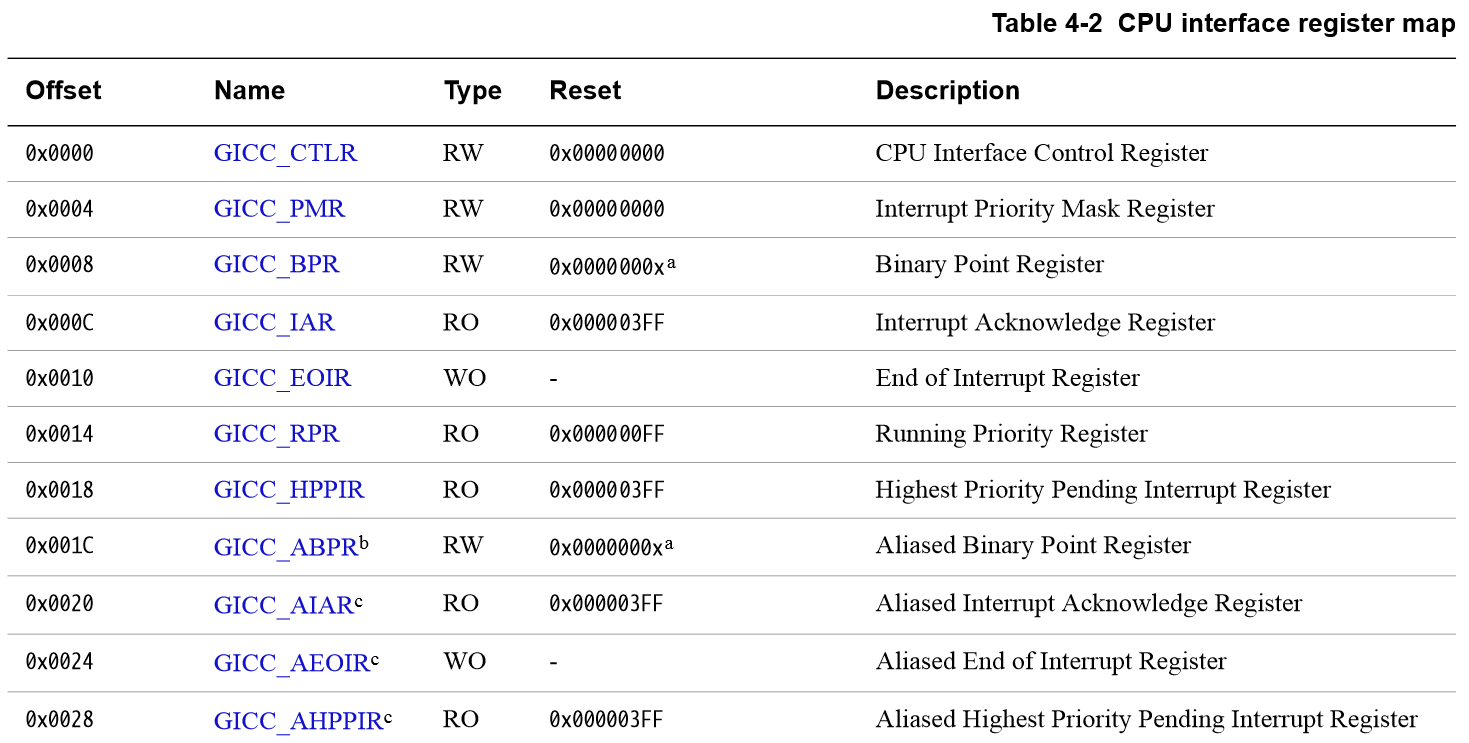 Table 4-2 CPU interface register map
Offset Name Type Reset Description
0x0000 GICC_CTLR RW 0x00000000 CPU Interface Control Register
0x0004 GICC_PMR RW 0x00000000 Interrupt Priority Mask Register
0x0008 GICC_BPR RW 0x0000000x a Binary Point Register
0x000C GICC_IAR RO 0x000003FF Interrupt Acknowledge Register
0x0010 GICC_EOIR WO - End of Interrupt Register
0x0014 GICC_RPR RO 0x000000FF Running Priority Register
0x0018 GICC_HPPIR RO 0x000003FF Highest Priority Pending Interrupt Register
0x001C GICC_ABPR b RW 0x0000000x a Aliased Binary Point Register
0x0020 GICC_AIAR c RO 0x000003FF Aliased Interrupt Acknowledge Register
0x0024 GICC_AEOIR c WO - Aliased End of Interrupt Register
0x0028 GICC_AHPPIR c RO 0x000003FF Aliased Highest Priority Pending Interrupt Register